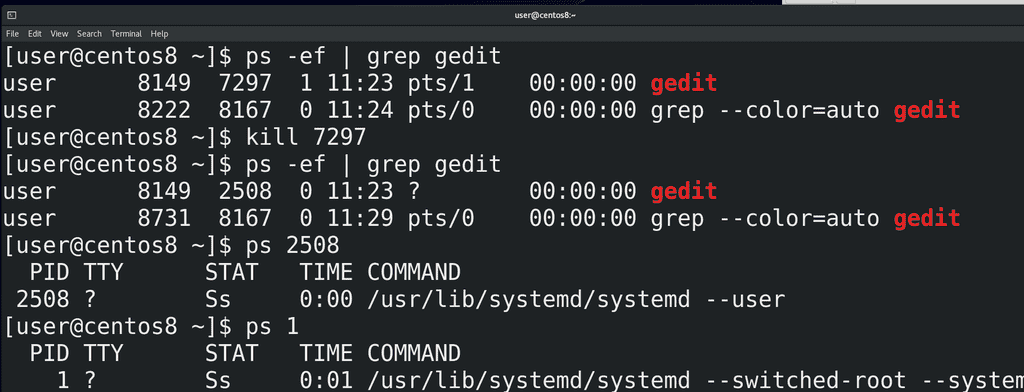 user@centos8:~
File Edit View Search Terminal Help
[user@centos8 ~]$ ps -ef | grep gedit
user 8149 7297 1 11:23 pts/1 00:00:00 gedit
user 8222 8167 0 11:24 pts/0 00:00:00 grep --color=auto gedit
[user@centos8 ~]$ kill 7297
[user@centos8 ~]$ ps -ef | grep gedit
user 8149 2508 0 11:23 ? 00:00:00 gedit
user 8731 8167 0 11:29 pts/0 00:00:00 grep --color=auto gedit
[user@centos8 ~]$ ps 2508
PID TTY STAT TIME COMMAND
2508 ? Ss 0:00 /usr/lib/systemd/systemd --user
[user@centos8 ~]$ ps 1
PID TTY STAT TIME COMMAND
1 ? Ss 0:01 /usr/lib/systemd/systemd --switched-root --system